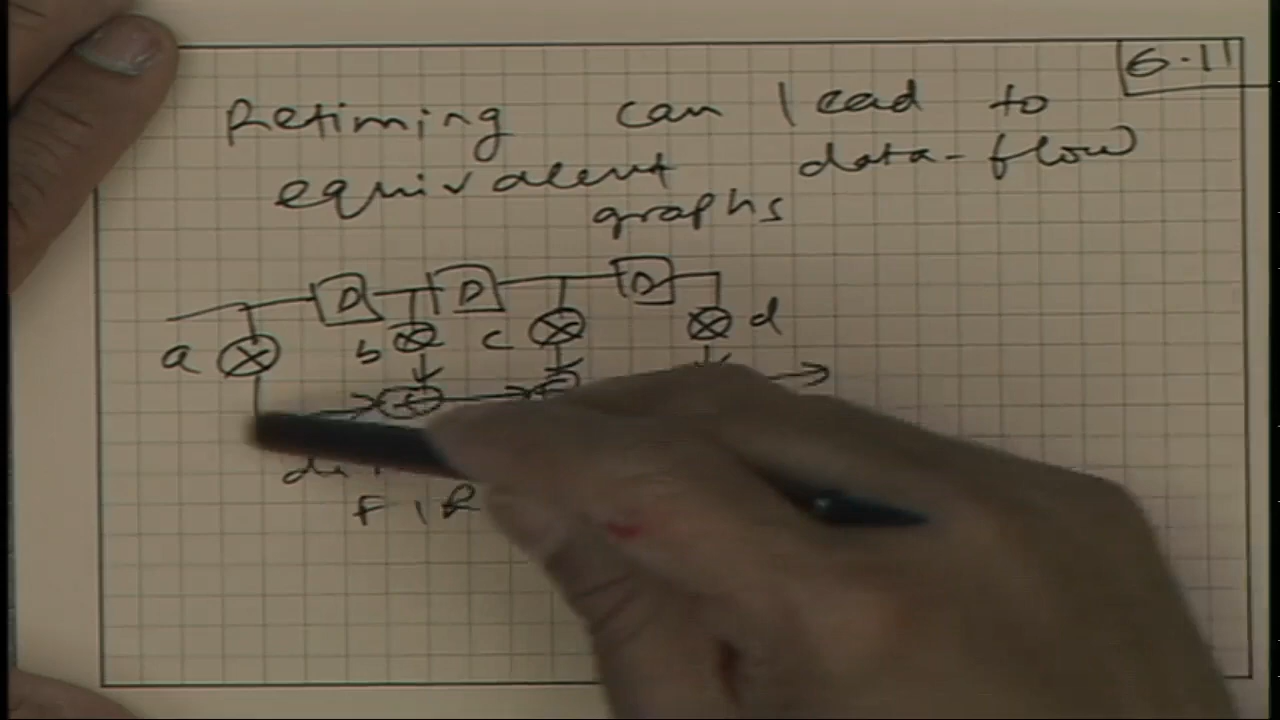 6.11
Retiming can lead to
equivalent data-flow
graphs
D D D
a b c d
FIR